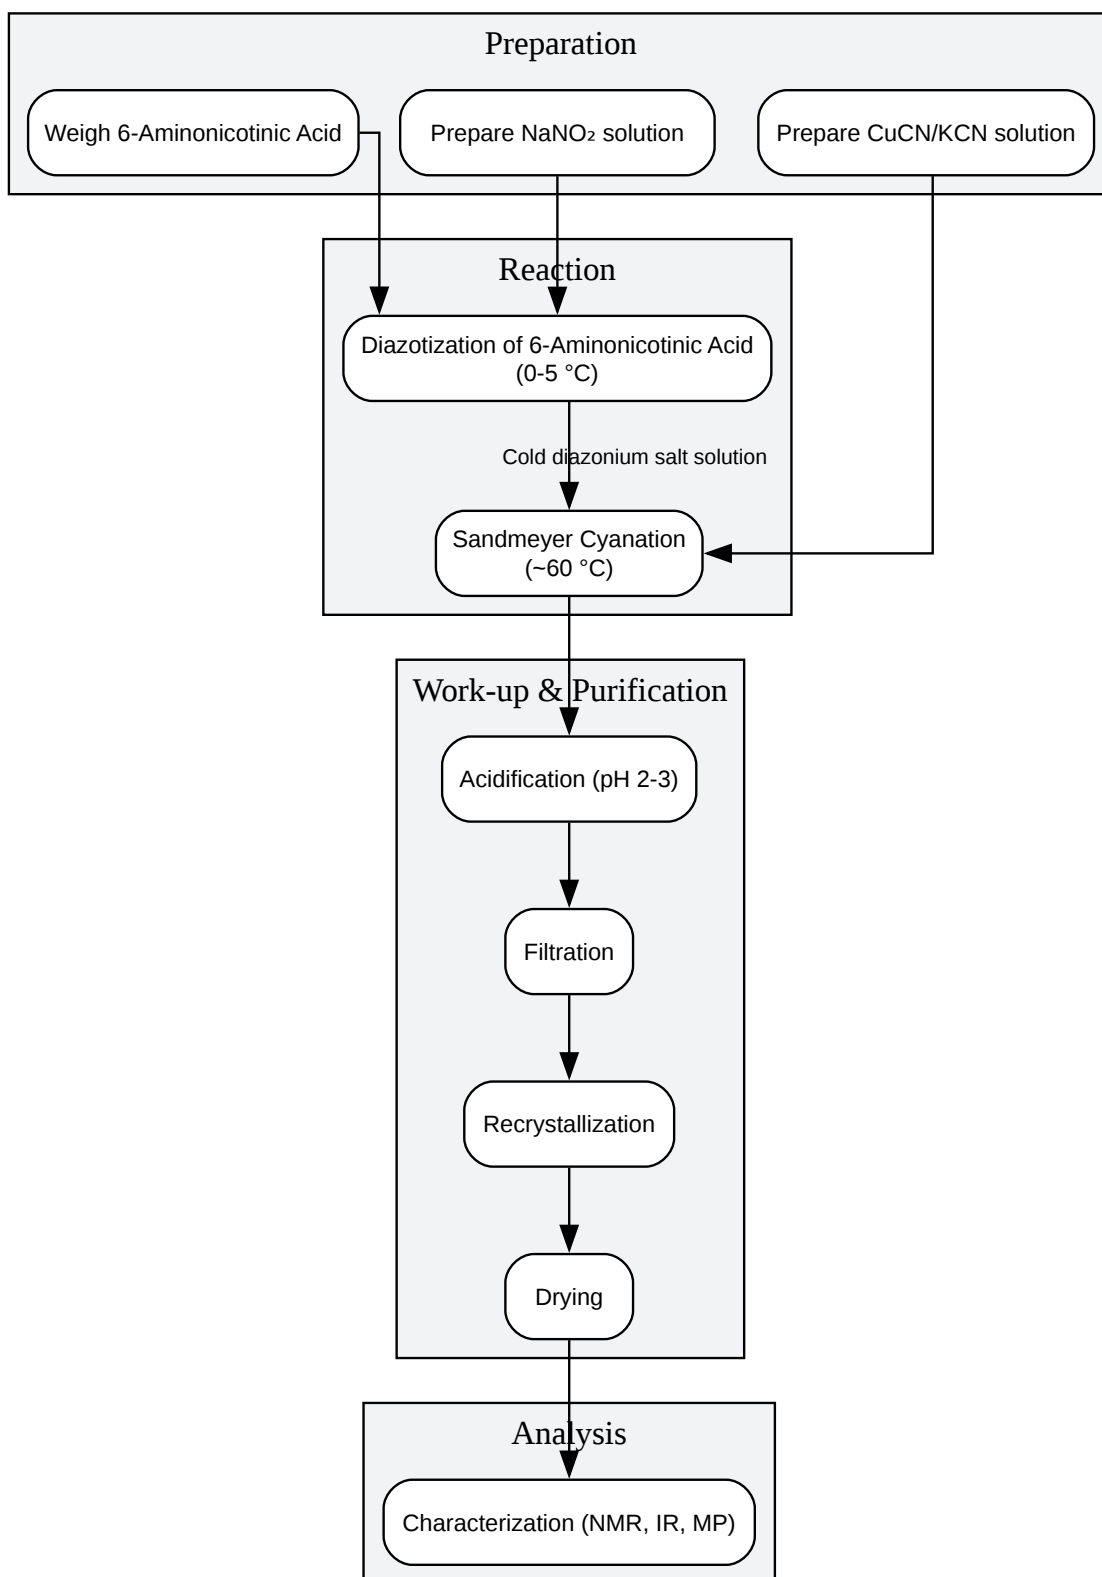 Preparation
Weigh 6-Aminonicotinic Acid
Prepare NaNO₂ solution
Prepare CuCN/KCN solution
Reaction
Diazotization of 6-Aminonicotinic Acid
(0-5 °C)
Cold diazonium salt solution
Sandmeyer Cyanation
(~60 °C)
Work-up & Purification
Acidification (pH 2-3)
Filtration
Recrystallization
Drying
Analysis
Characterization (NMR, IR, MP)